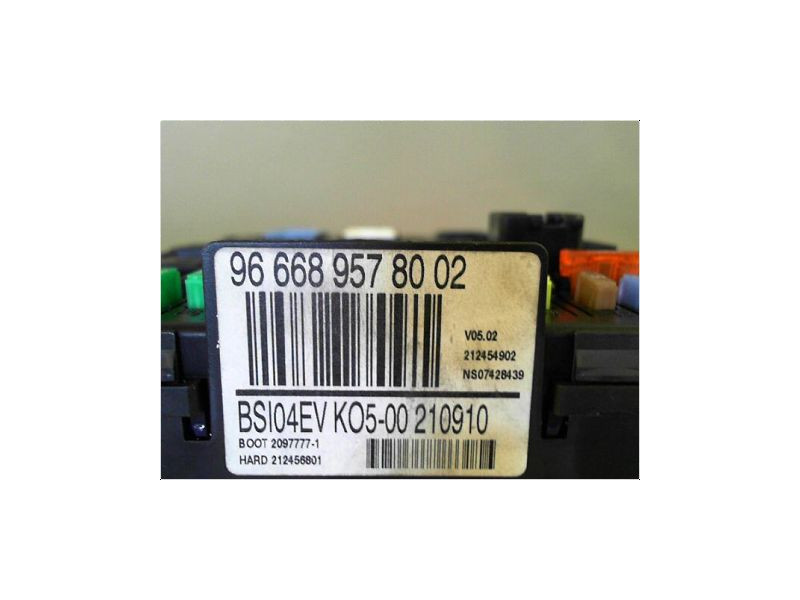 96 668 957 80 02
V05.02
212454902
NS07428439
BSI04EV KO5-00 210910
BOOT 2097777-1
HARD 212456801